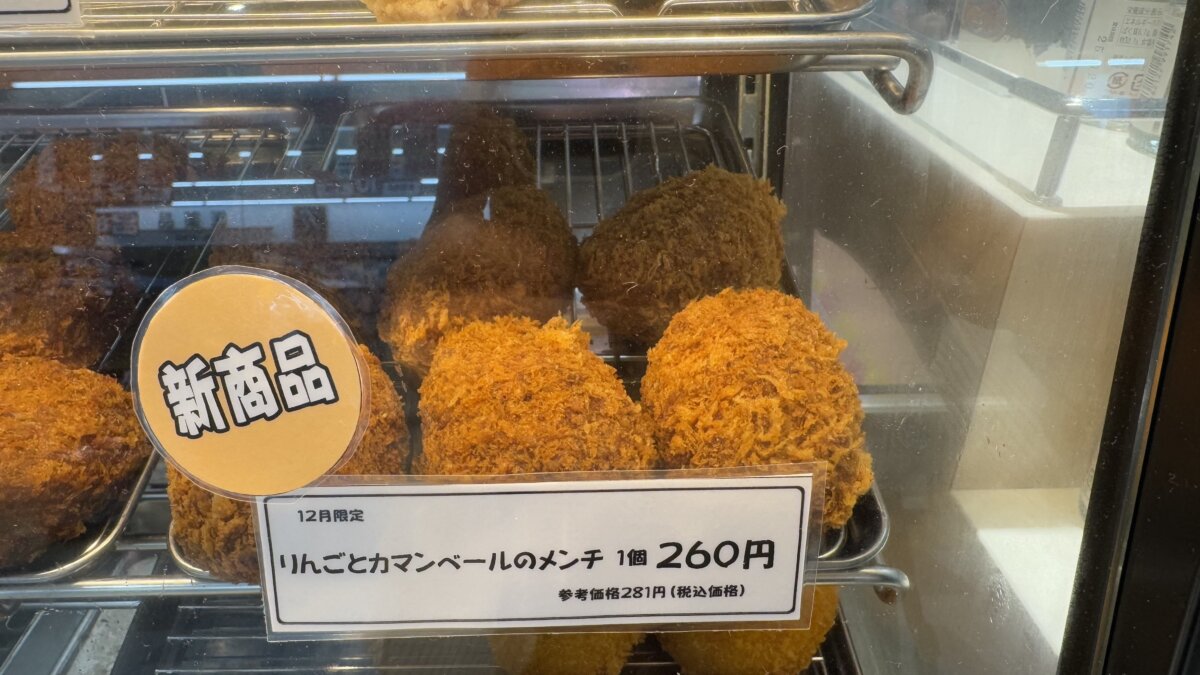 新商品
12月限定
りんごとカマンベールのメンチ 1個 260円
参考価格281円(税込価格)